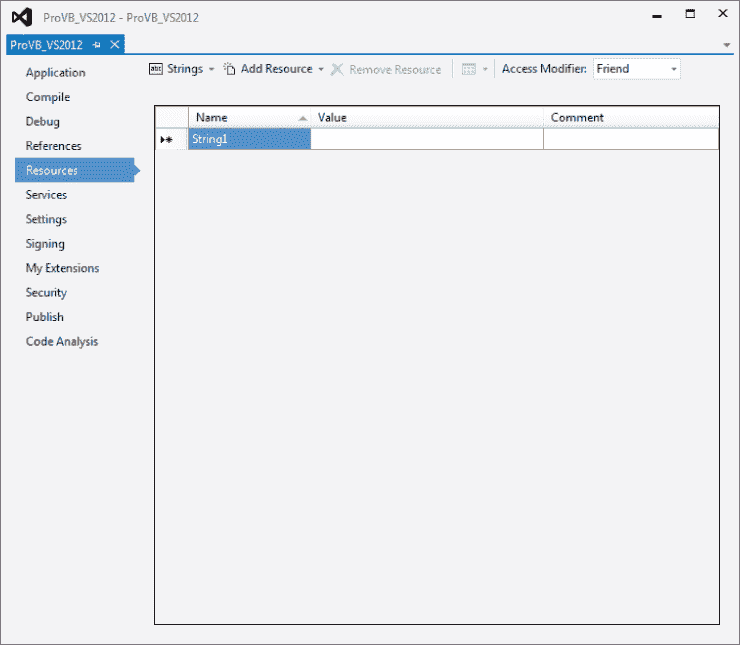 ProVB_VS2012 - ProVB_VS2012
ProVB_VS2012
Application
Compile
Debug
References
Resources
Services
Settings
Signing
My Extensions
Security
Publish
Code Analysis
abc Strings Add Resource Remove Resource Access Modifier: Friend
Name Value Comment
String1